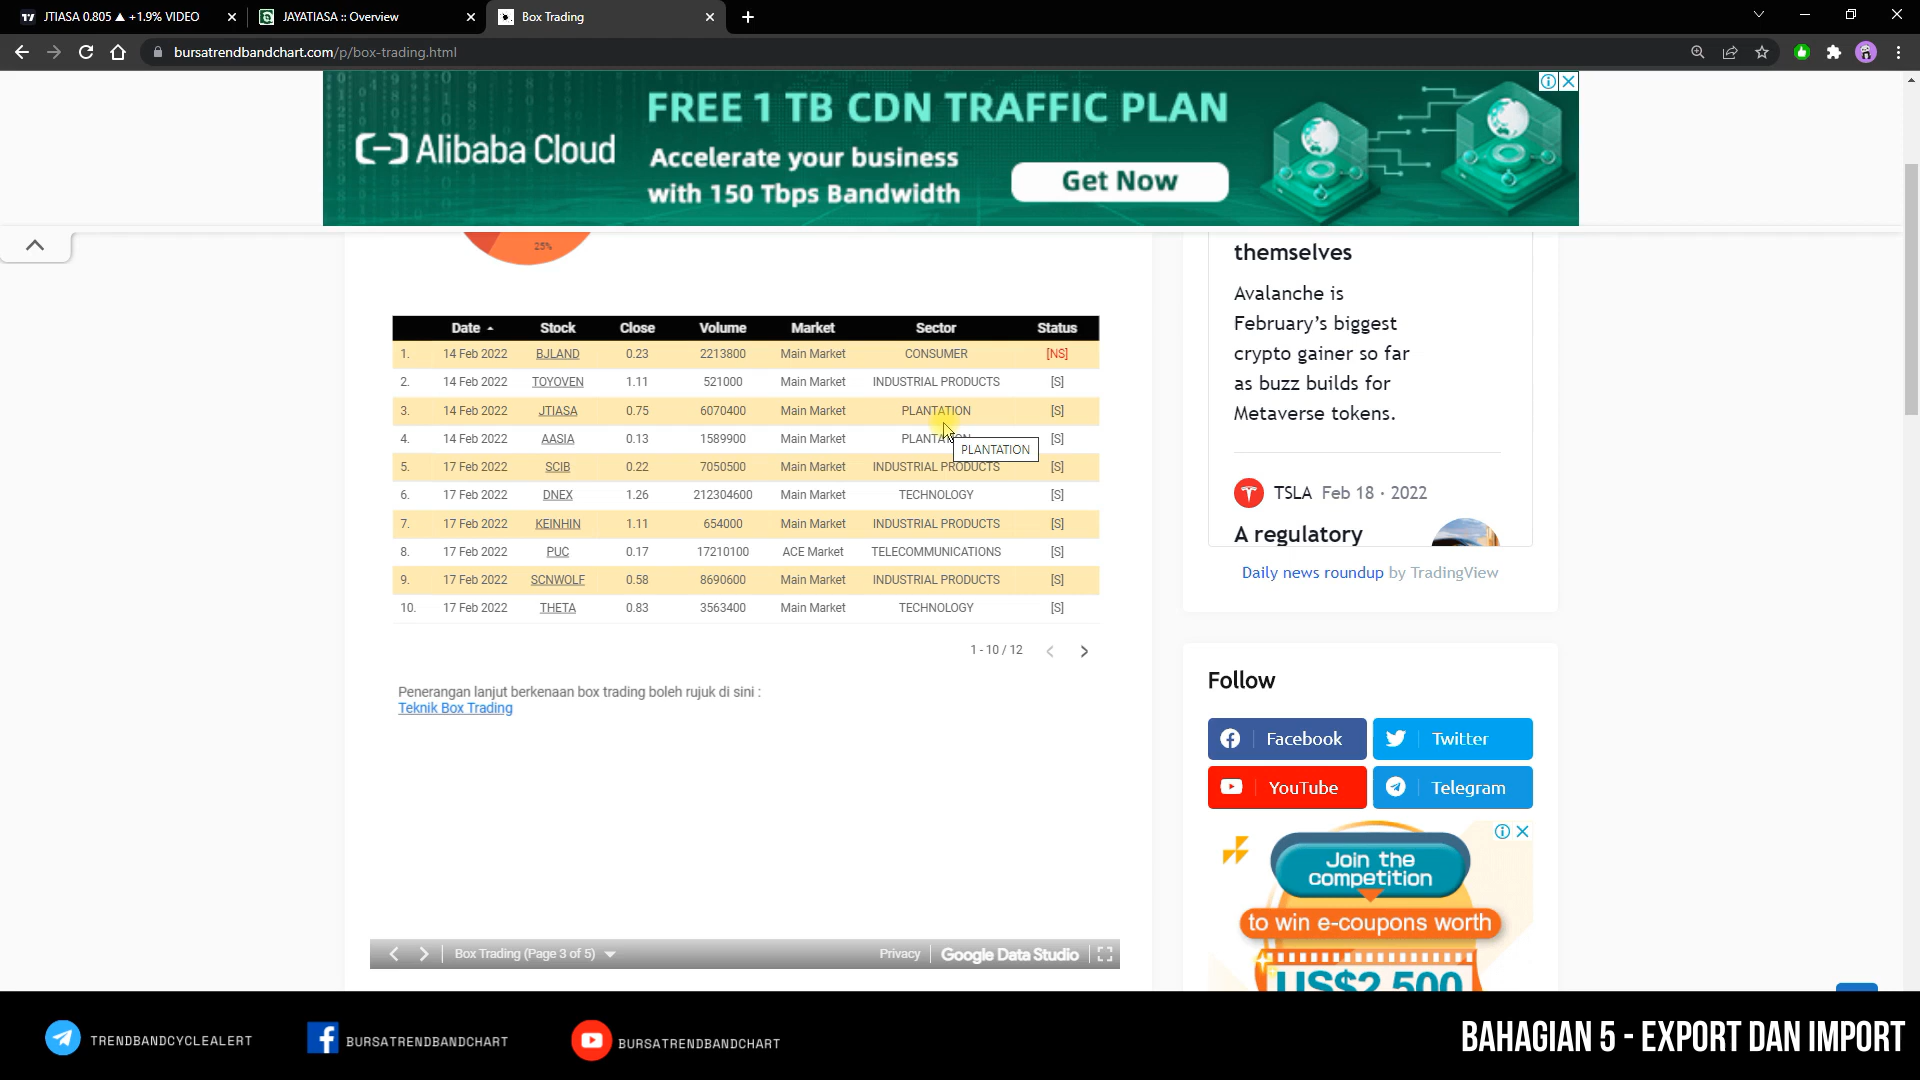 JTIASA 0.805 ▲ +1.9% VIDEO
JAYATIASA :: Overview
Box Trading
bursatrendbandchart.com/p/box-trading.html
Alibaba Cloud
FREE 1 TB CDN TRAFFIC PLAN
Accelerate your business
with 150 Tbps Bandwidth
Get Now
25%
Date Stock Close Volume Market Sector Status
1. 14 Feb 2022 BJLAND 0.23 2213800 Main Market CONSUMER [NS]
2. 14 Feb 2022 TOYOVEN 1.11 521000 Main Market INDUSTRIAL PRODUCTS [S]
3. 14 Feb 2022 JTIASA 0.75 6070400 Main Market PLANTATION [S]
4. 14 Feb 2022 AASIA 0.13 1589900 Main Market PLANTATION [S]
PLANTATION
5. 17 Feb 2022 SCIB 0.22 7050500 Main Market INDUSTRIAL PRODUCTS [S]
6. 17 Feb 2022 DNEX 1.26 212304600 Main Market TECHNOLOGY [S]
7. 17 Feb 2022 KEINHIN 1.11 654000 Main Market INDUSTRIAL PRODUCTS [S]
8. 17 Feb 2022 PUC 0.17 17210100 ACE Market TELECOMMUNICATIONS [S]
9. 17 Feb 2022 SCNWOLF 0.58 8690600 Main Market INDUSTRIAL PRODUCTS [S]
10. 17 Feb 2022 THETA 0.83 3563400 Main Market TECHNOLOGY [S]
1 - 10 / 12
Penerangan lanjut berkenaan box trading boleh rujuk di sini :
Teknik Box Trading
Box Trading (Page 3 of 5)
Privacy
Google Data Studio
themselves
Avalanche is
February's biggest
crypto gainer so far
as buzz builds for
Metaverse tokens.
TSLA Feb 18 · 2022
A regulatory
Daily news roundup by TradingView
Follow
Facebook
Twitter
YouTube
Telegram
Join the
competition
to win e-coupons worth
US$2,500
TRENDBANDCYCLEALERT
BURSATRENDBANDCHART
BURSATRENDBANDCHART
BAHAGIAN 5 - EXPORT DAN IMPORT